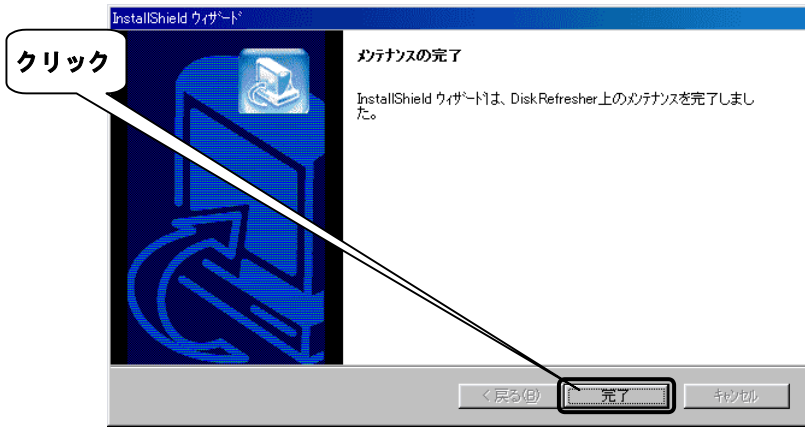 InstallShield ウィザード
クリック
メンテナンスの完了
InstallShield ウィザードは、DiskRefresher上のメンテナンスを完了しまし
た。
< 戻る(B)
完了
キャンセル